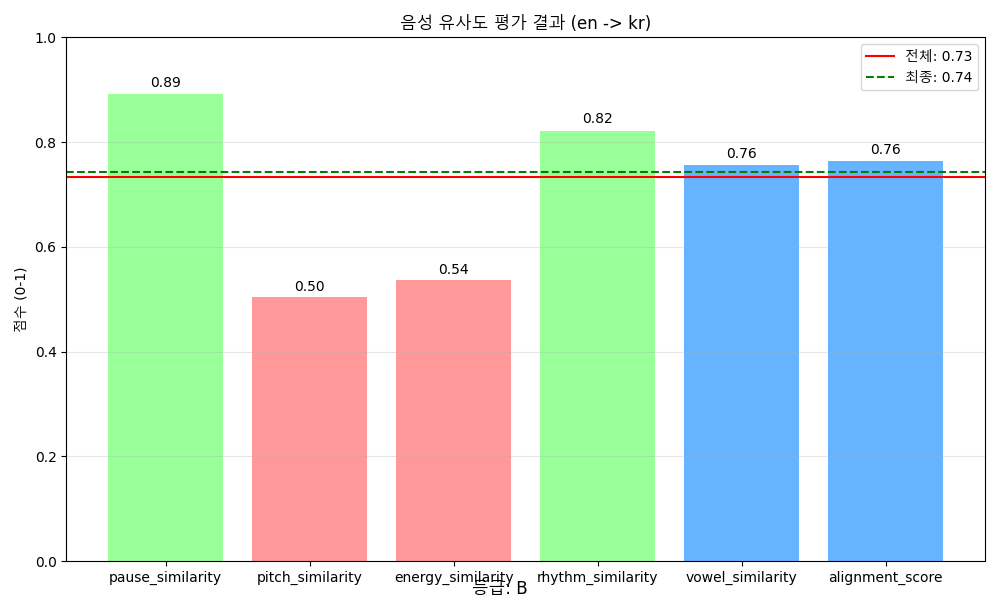 음성 유사도 평가 결과 (en -> kr)
전체: 0.73
최종: 0.74
점수 (0-1)
1.0
0.8
0.6
0.4
0.2
0.0
0.89
0.50
0.54
0.82
0.76
0.76
pause_similarity
pitch_similarity
energy_similarity
rhythm_similarity
vowel_similarity
alignment_score
등급: B